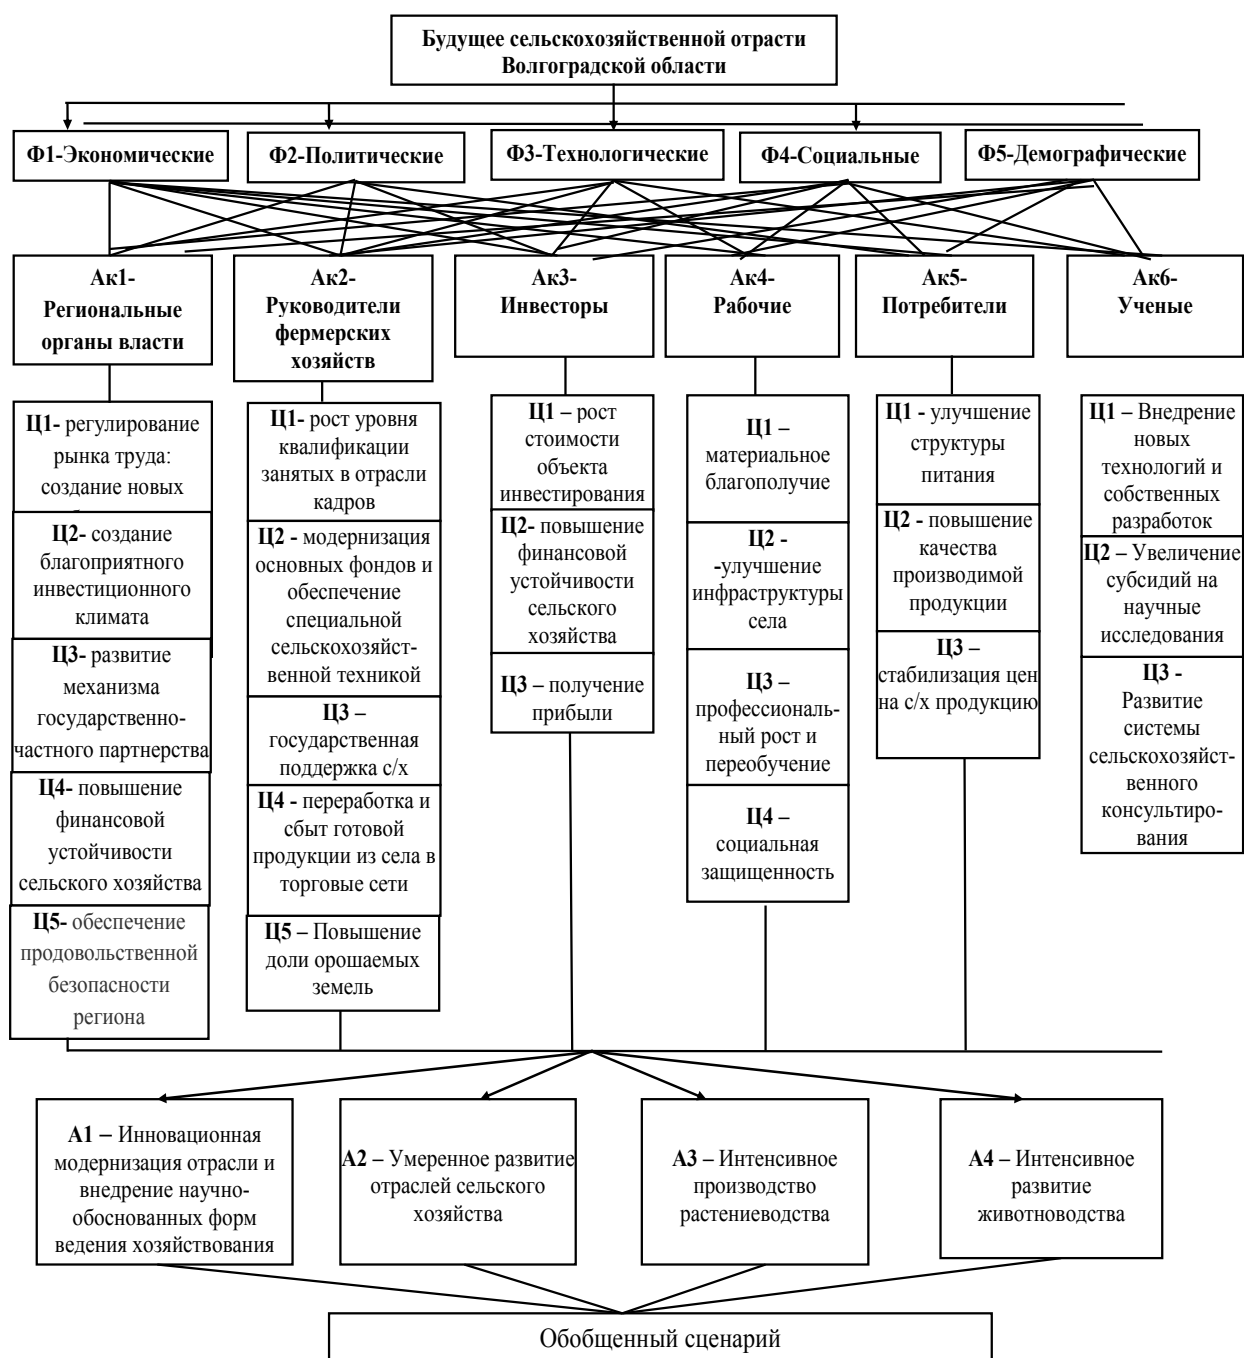 Будущее сельскохозяйственной отрасти
Волгоградской области
Ф1-Экономические
Ф2-Политические
Ф3-Технологические
Ф4-Социальные
Ф5-Демографические
Ак1-
Региональные
органы власти
Ак2-
Руководители
фермерских
хозяйств
Ак3-
Инвесторы
Ак4-
Рабочие
Ак5-
Потребители
Ак6-
Ученые
Ц1- регулирование
рынка труда:
создание новых
Ц2- создание
благоприятного
инвестиционного
климата
Ц3- развитие
механизма
государственно-
частного партнерства
Ц4- повышение
финансовой
устойчивости
сельского хозяйства
Ц5- обеспечение
продовольственной
безопасности
региона
Ц1- рост уровня
квалификации
занятых в отрасли
кадров
Ц2 - модернизация
основных фондов и
обеспечение
специальной
сельскохозяйст-
венной техникой
Ц3 –
государственная
поддержка с/х
Ц4 - переработка и
сбыт готовой
продукции из села в
торговые сети
Ц5 – Повышение
доли орошаемых
земель
Ц1 – рост
стоимости
объекта
инвестирования
Ц2- повышение
финансовой
устойчивости
сельского
хозяйства
Ц3 – получение
прибыли
Ц1 –
материальное
благополучие
Ц2 -
-улучшение
инфраструктуры
села
Ц3 –
профессиональ-
ный рост и
переобучение
Ц4 –
социальная
защищенность
Ц1 - улучшение
структуры
питания
Ц2 - повышение
качества
производимой
продукции
Ц3 –
стабилизация цен
на с/х продукцию
Ц1 – Внедрение
новых
технологий и
собственных
разработок
Ц2 – Увеличение
субсидий на
научные
исследования
Ц3 -
Развитие
системы
сельскохозяйст-
венного
консультиро-
вания
А1 – Инновационная
модернизация отрасли и
внедрение научно-
обоснованных форм
ведения хозяйствования
А2 – Умеренное развитие
отраслей сельского
хозяйства
А3 – Интенсивное
производство
растениеводства
А4 – Интенсивное
развитие
животноводства
Обобщенный сценарий